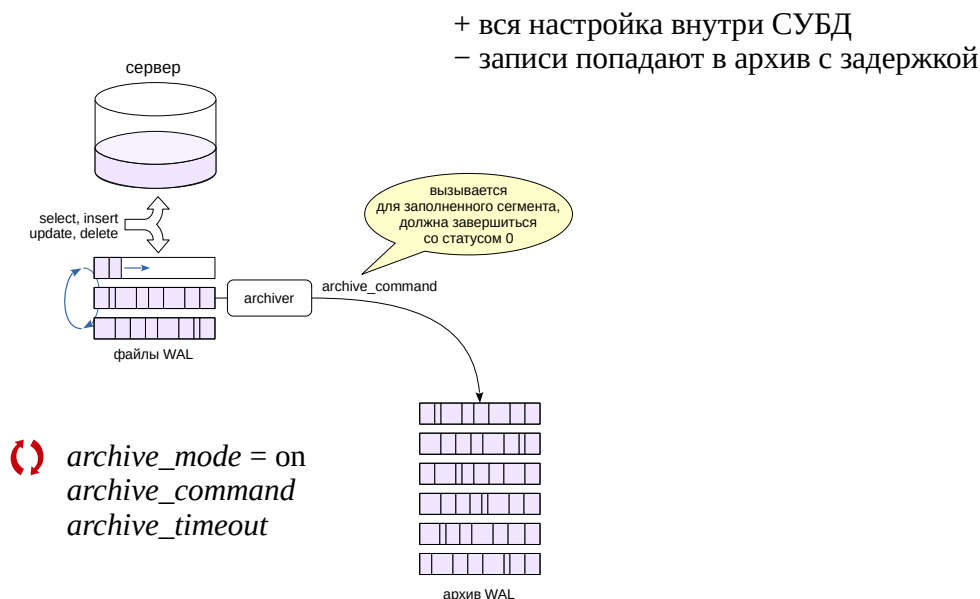 + вся настройка внутри СУБД
− записи попадают в архив с задержкой
сервер
вызывается
для заполненного сегмента,
должна завершиться
со статусом 0
select, insert
update, delete
archive_command
archiver
файлы WAL
archive_mode = on
archive_command
archive_timeout
архив WAL